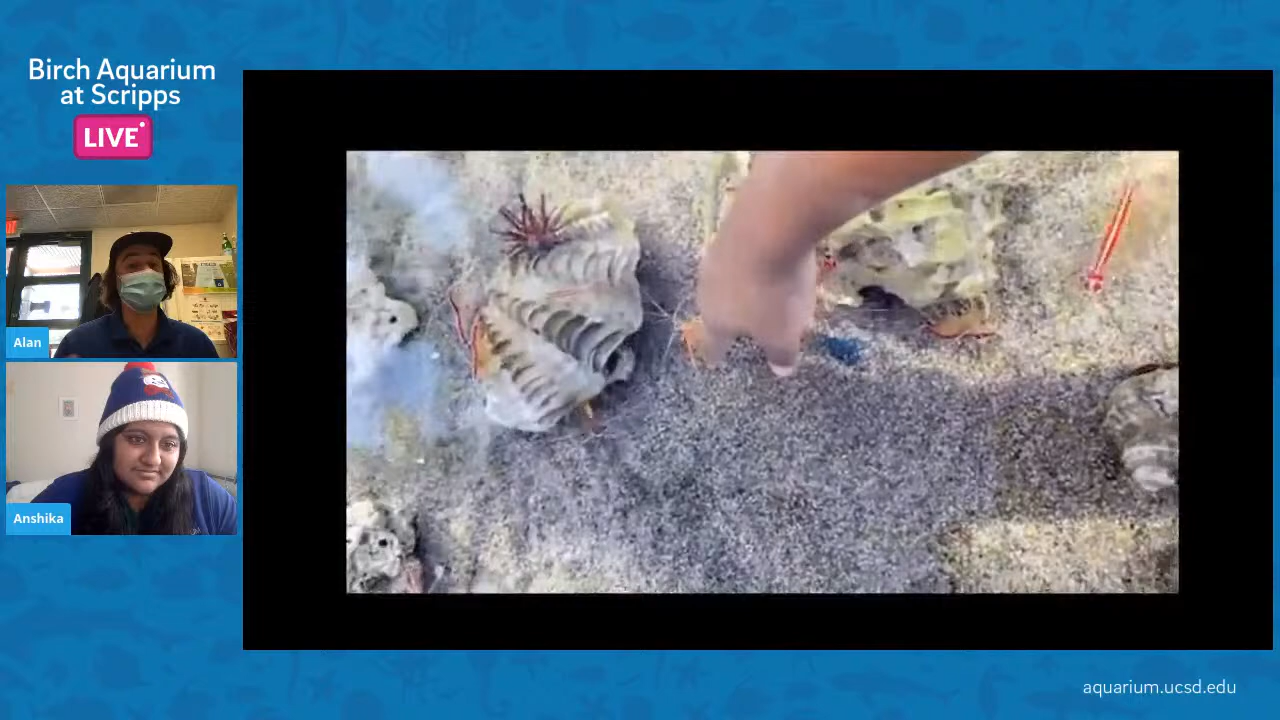 Birch Aquarium
at Scripps
LIVE
Alan
Anshika
aquarium.ucsd.edu